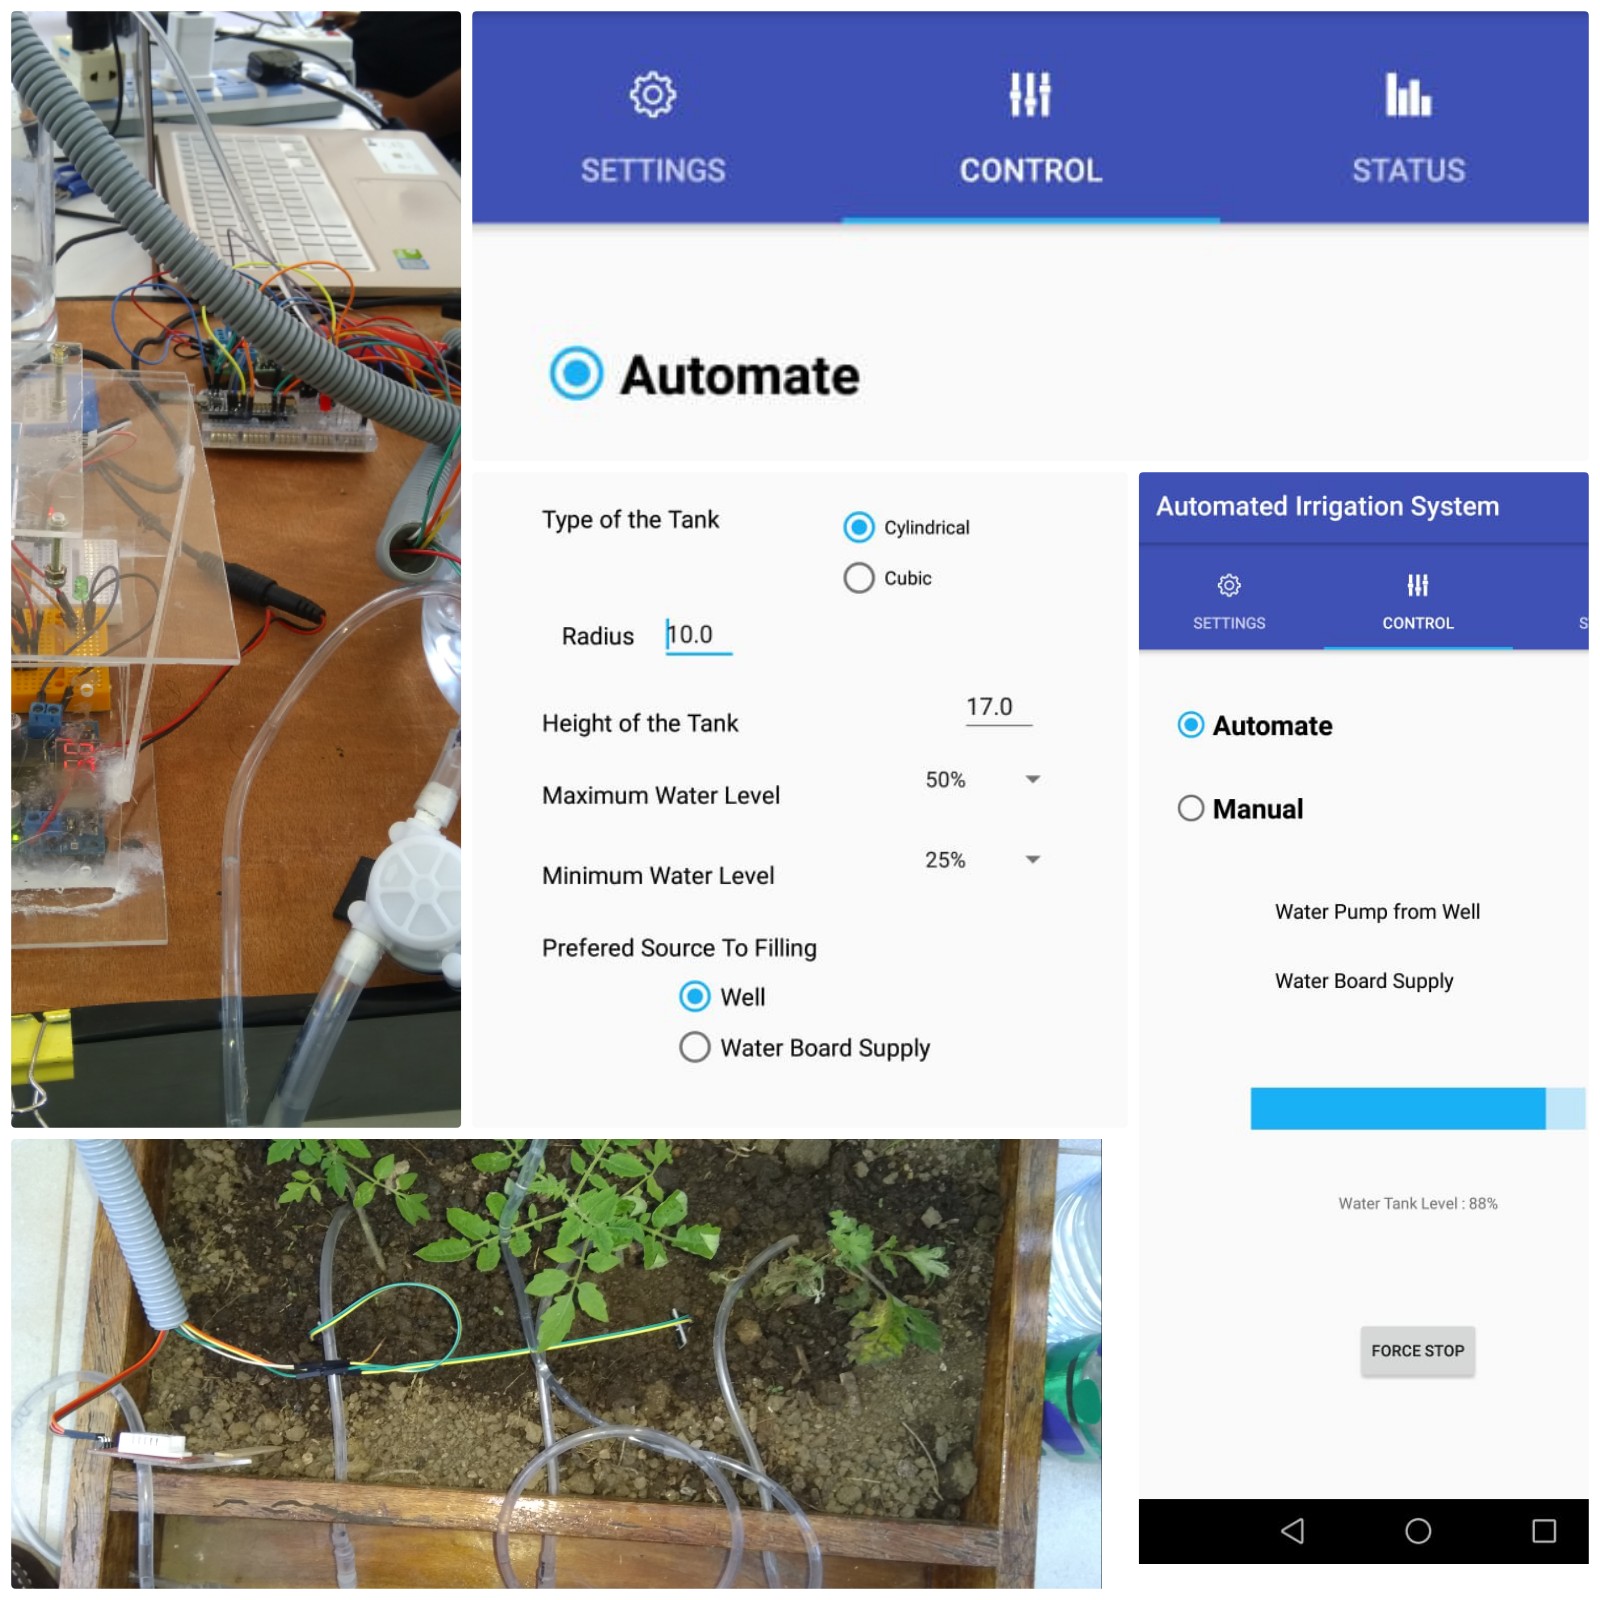 SETTINGS
CONTROL
STATUS
Automate
Type of the Tank
Cylindrical
Cubic
Radius 10.0
Height of the Tank 17.0
Maximum Water Level 50%
Minimum Water Level 25%
Prefered Source To Filling
Well
Water Board Supply
Automated Irrigation System
SETTINGS
CONTROL
S
Automate
Manual
Water Pump from Well
Water Board Supply
Water Tank Level : 88%
FORCE STOP